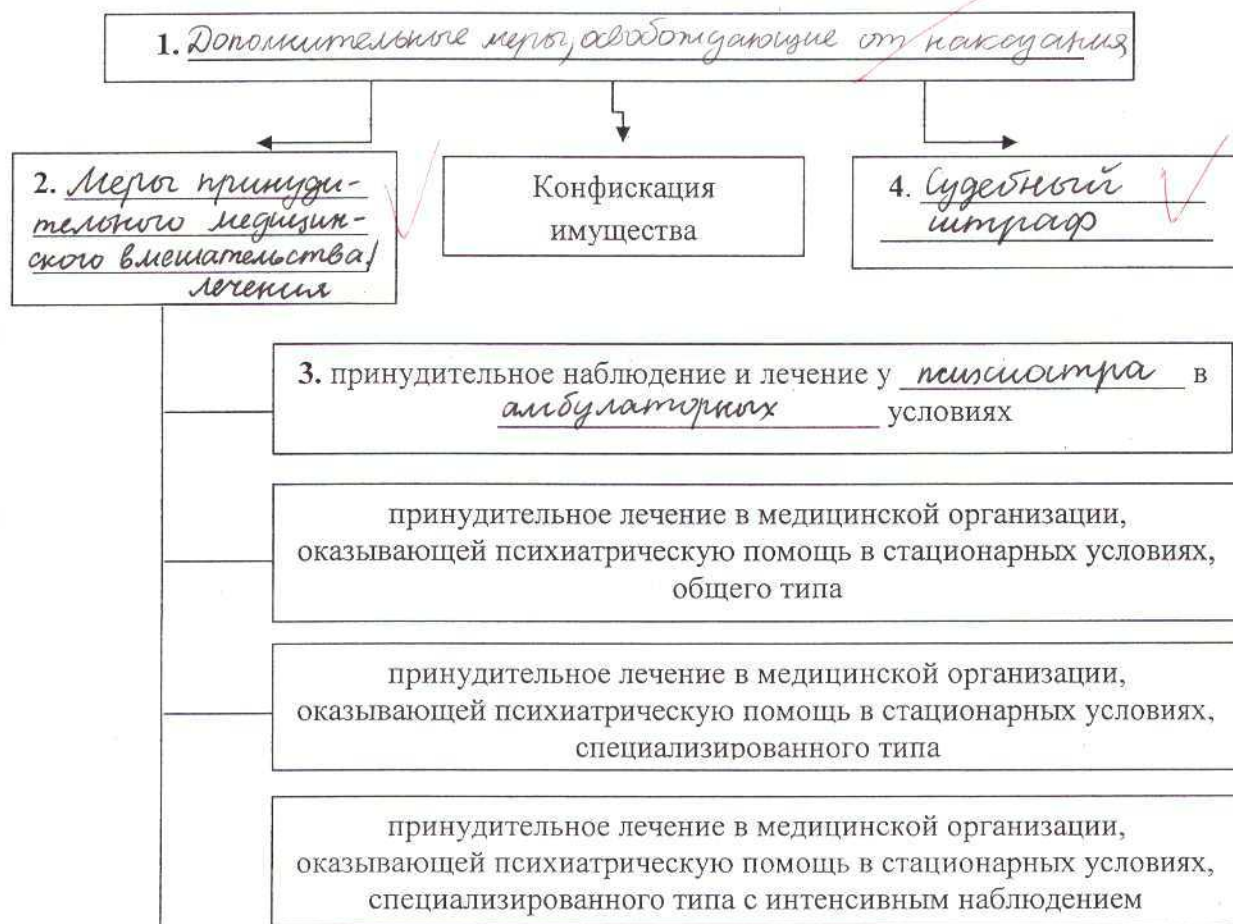 1. Дополнительные меры, освобождающие от наказания
2. Меры принуди-
тельного медицин-
ского вмешательства/
лечения
Конфискация
имущества
4. Судебный
штраф
3. принудительное наблюдение и лечение у психиатра в
амбулаторных условиях
принудительное лечение в медицинской организации,
оказывающей психиатрическую помощь в стационарных условиях,
общего типа
принудительное лечение в медицинской организации,
оказывающей психиатрическую помощь в стационарных условиях,
специализированного типа
принудительное лечение в медицинской организации,
оказывающей психиатрическую помощь в стационарных условиях,
специализированного типа с интенсивным наблюдением